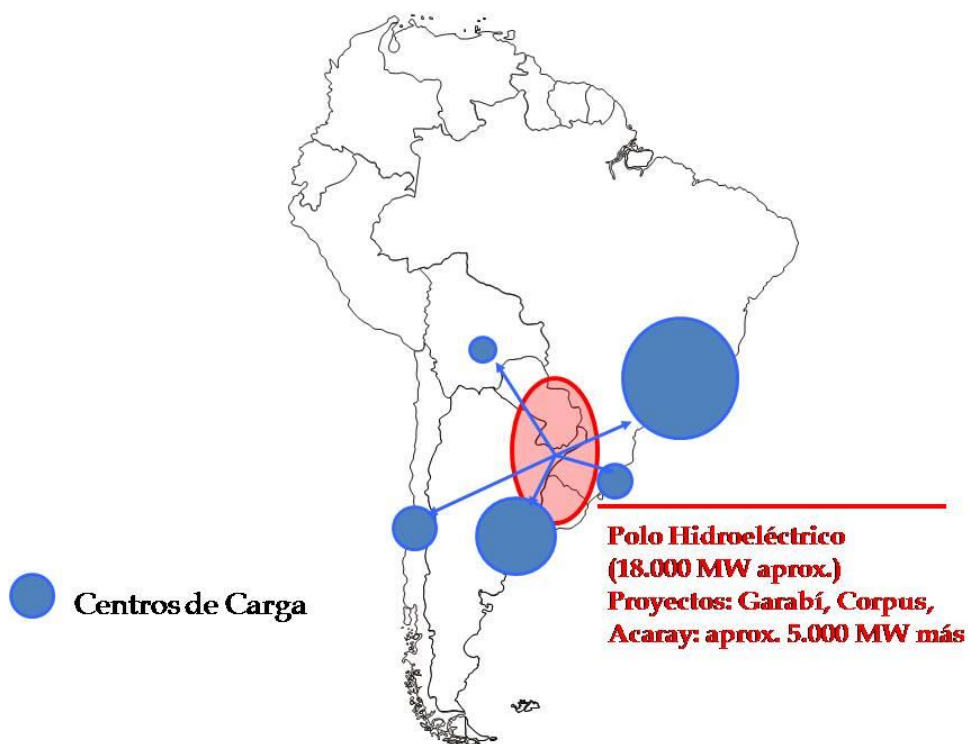 Polo Hidroeléctrico
(18.000 MW aprox.)
Proyectos: Garabí, Corpus,
Acaray: aprox. 5.000 MW más
Centros de Carga